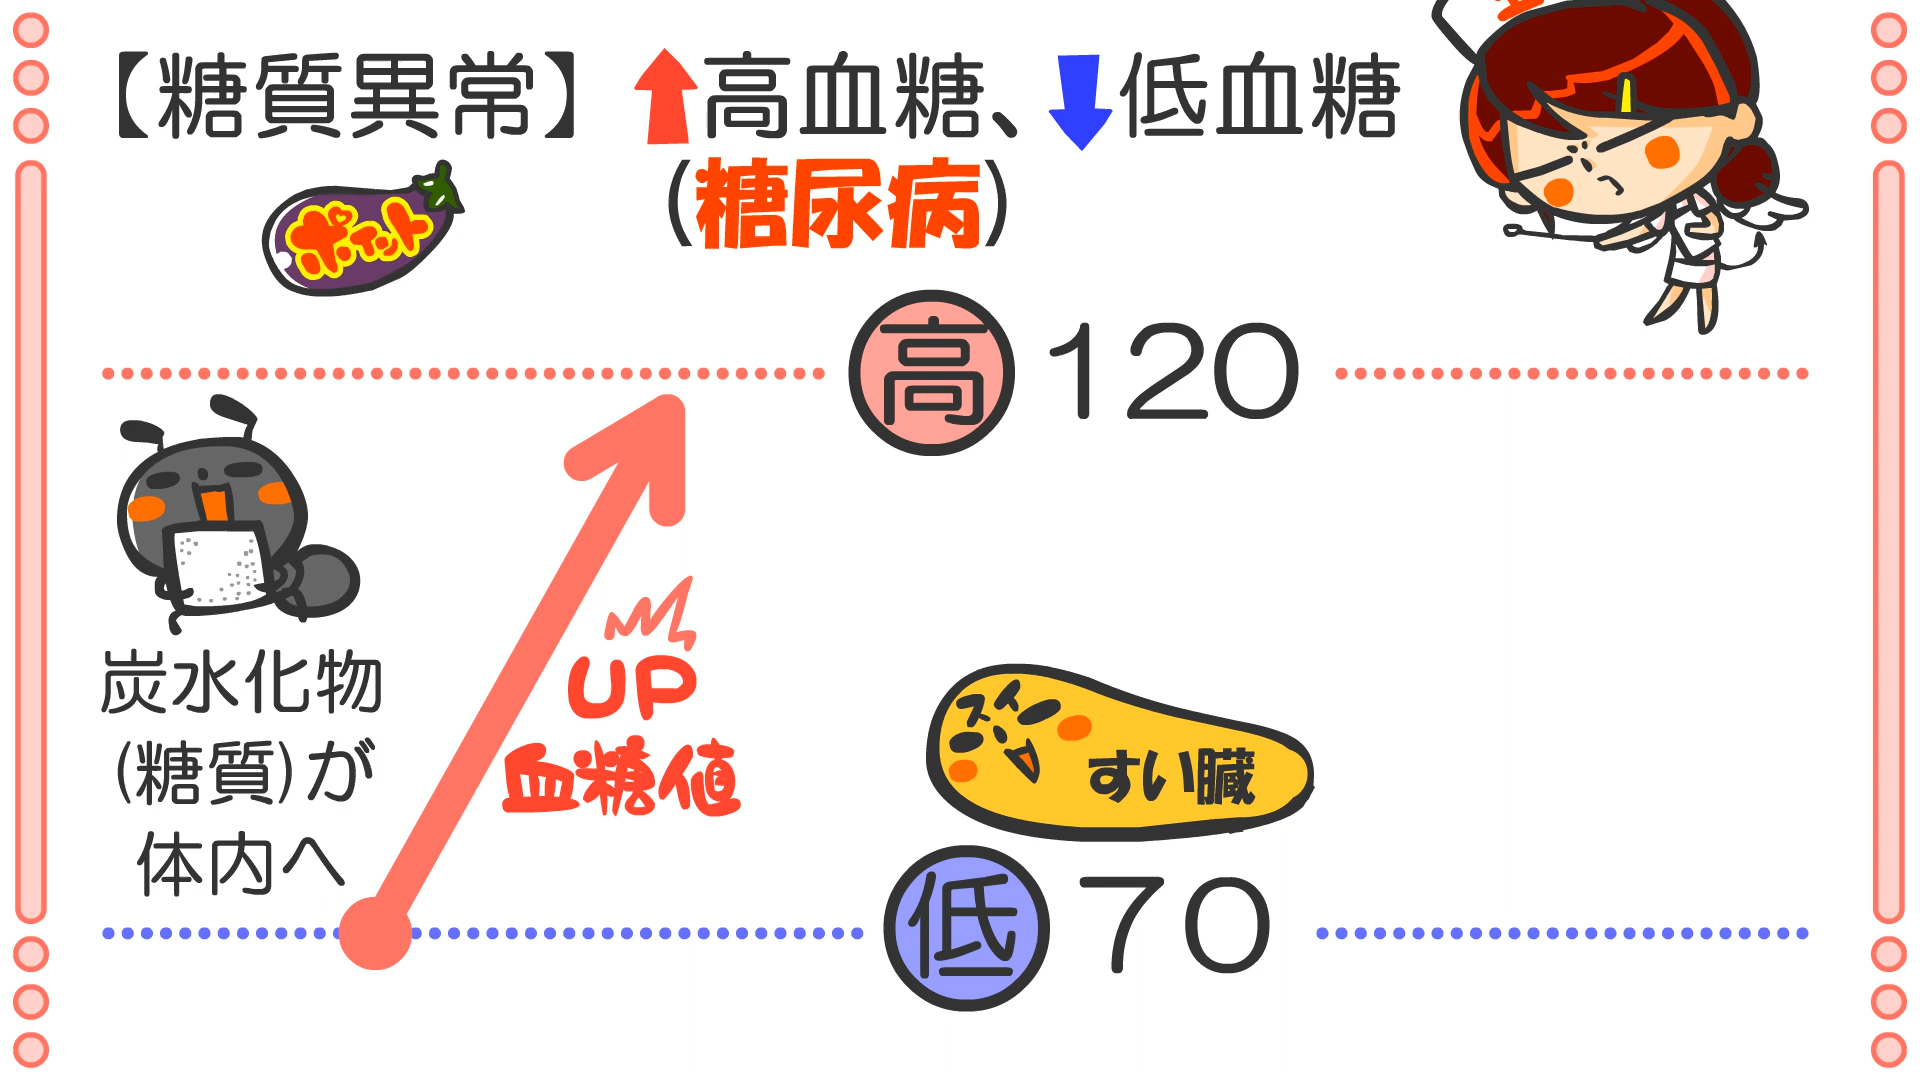 【糖質異常】 高血糖、低血糖
(糖尿病)
ポイント
高 120
炭水化物
(糖質)が
体内へ
UP
血糖値
スイ
すい臓
低 70